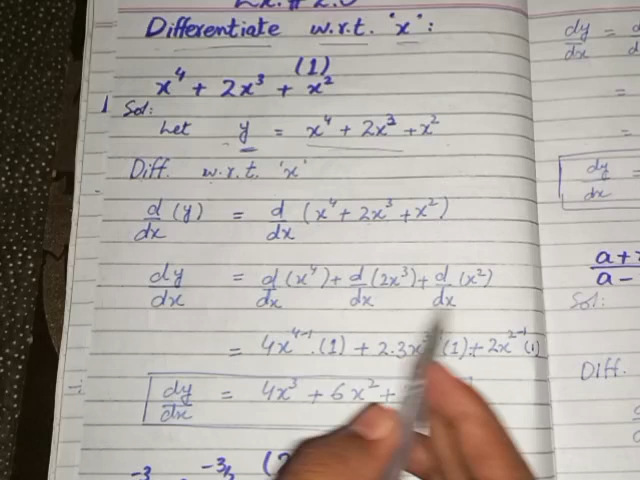 Differentiate w.r.t. 'x' :
(1)
x⁴ + 2x³ + x²
1 Sol:
Let y = x⁴ + 2x³ + x²
Diff. w.r.t. 'x'
d/dx (y) = d/dx (x⁴ + 2x³ + x²)
dy/dx = d/dx (x⁴) + d/dx (2x³) + d/dx (x²)
= 4x⁴⁻¹.(1) + 2.3x (1) + 2x²⁻¹(1)
dy/dx = 4x³ + 6x² +
dy/dx =
=
=
dy/dx =
a+
a-
Sol:
Diff.